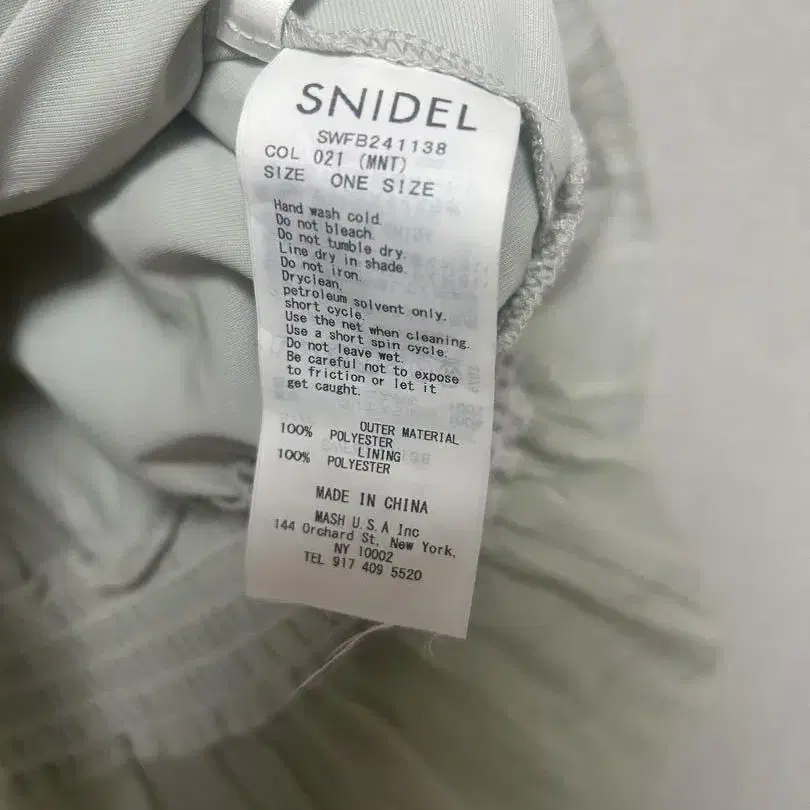 SNIDEL
SWFB241138
COL 021 (MNT)
SIZE ONE SIZE
Hand wash cold.
Do not bleach.
Do not tumble dry.
Line dry in shade.
Do not iron.
Dryclean,
petroleum solvent only.
short cycle.
Use the net when cleaning.
Use a short spin cycle.
Do not leave wet.
Be careful not to expose
to friction or let it
get caught.
OUTER MATERIAL
100% POLYESTER
LINING
100% POLYESTER
MADE IN CHINA
MASH U.S.A Inc
144 Orchard St, New York,
NY 10002
TEL 917 409 5520